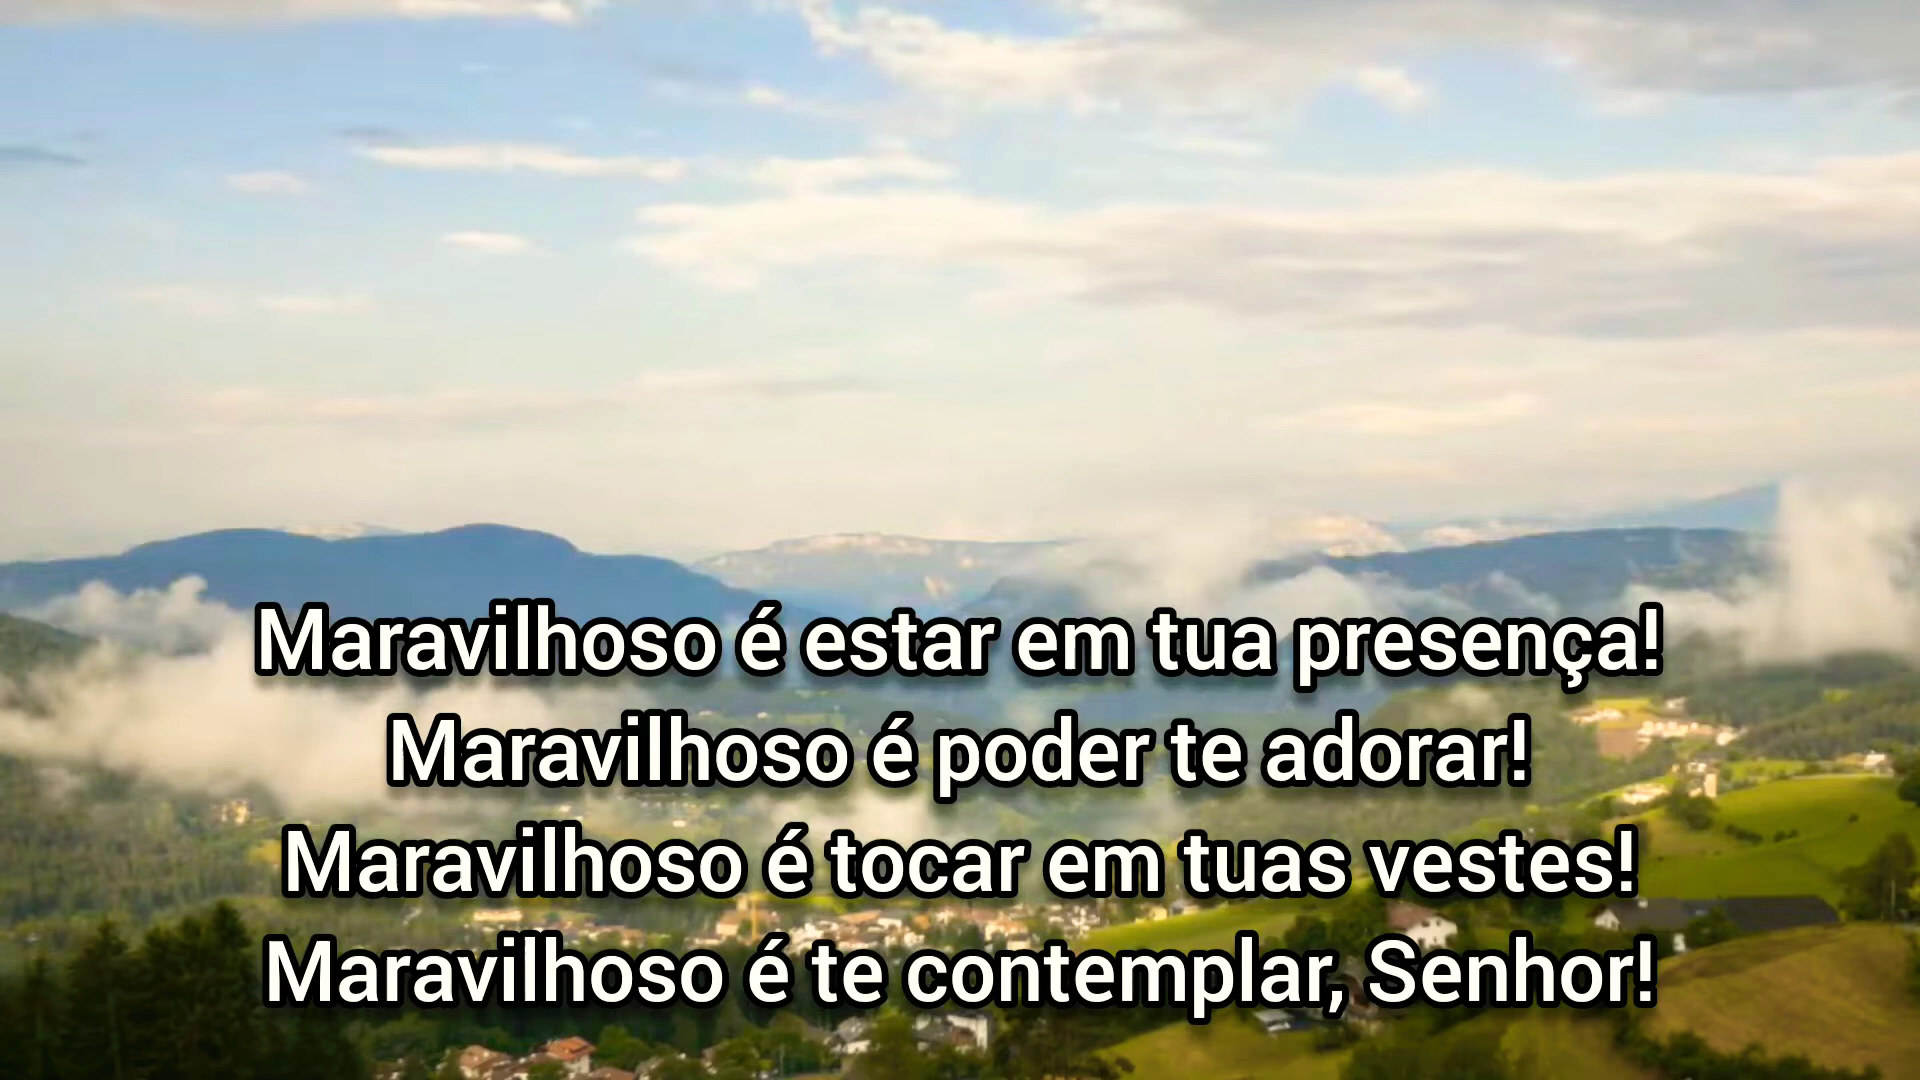 Maravilhoso é estar em tua presença!
Maravilhoso é poder te adorar!
Maravilhoso é tocar em tuas vestes!
Maravilhoso é te contemplar, Senhor!